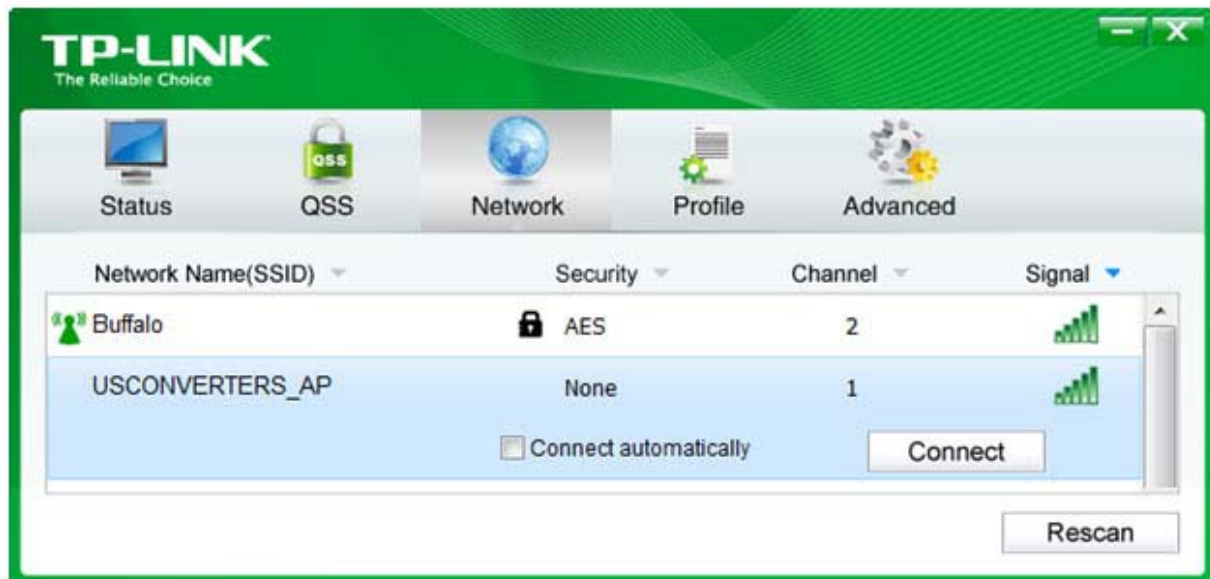 TP-LINK
The Reliable Choice
QSS
Status QSS Network Profile Advanced
Network Name(SSID) Security Channel Signal
Buffalo AES 2
USCONVERTERS_AP None 1
Connect automatically Connect
Rescan